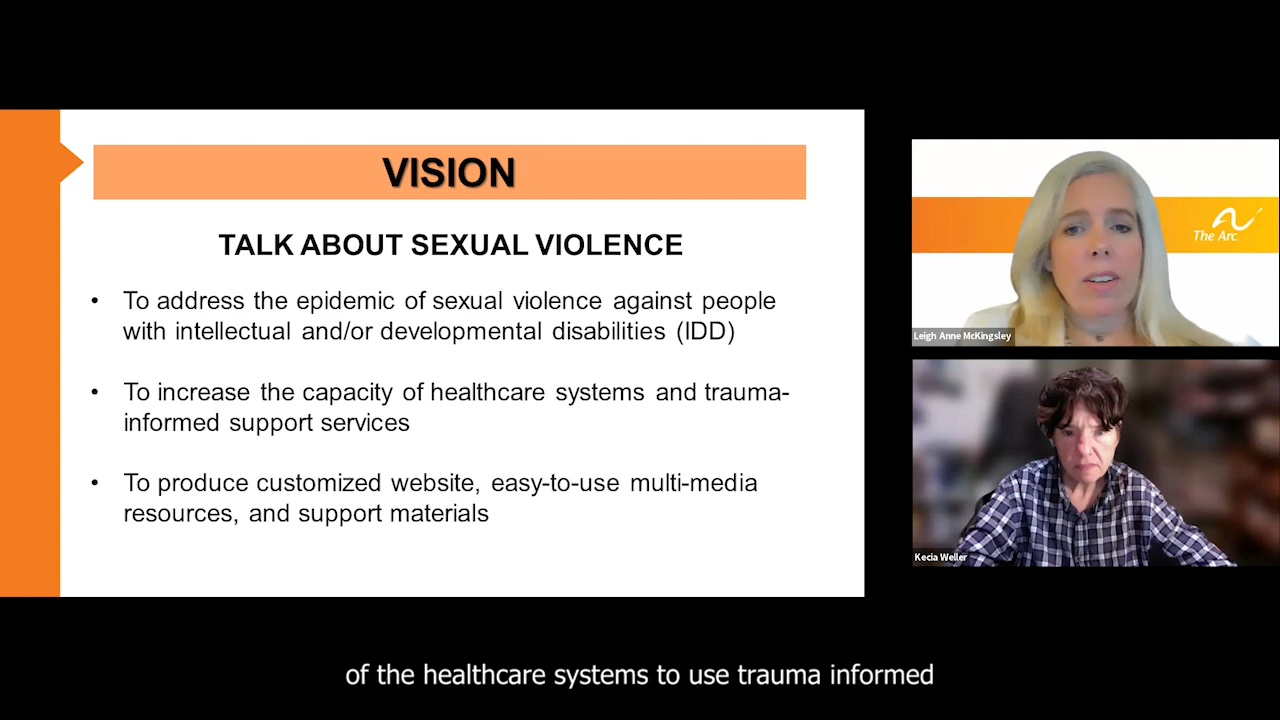 VISION
TALK ABOUT SEXUAL VIOLENCE
• To address the epidemic of sexual violence against people
with intellectual and/or developmental disabilities (IDD)
• To increase the capacity of healthcare systems and trauma-
informed support services
• To produce customized website, easy-to-use multi-media
resources, and support materials
The Arc
Leigh Anne McKingsley
Kecia Weller
of the healthcare systems to use trauma informed